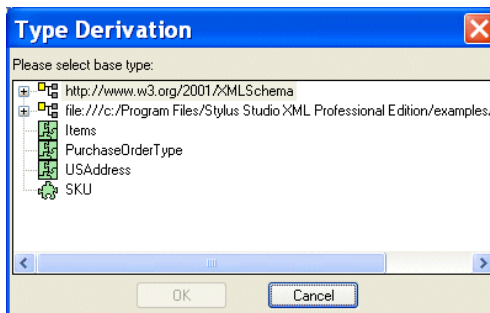 Type Derivation
Please select base type:
http://www.w3.org/2001/XMLSchema
file:///c:/Program Files/Stylus Studio XML Professional Edition/examples.
Items
PurchaseOrderType
USAddress
SKU
OK
Cancel